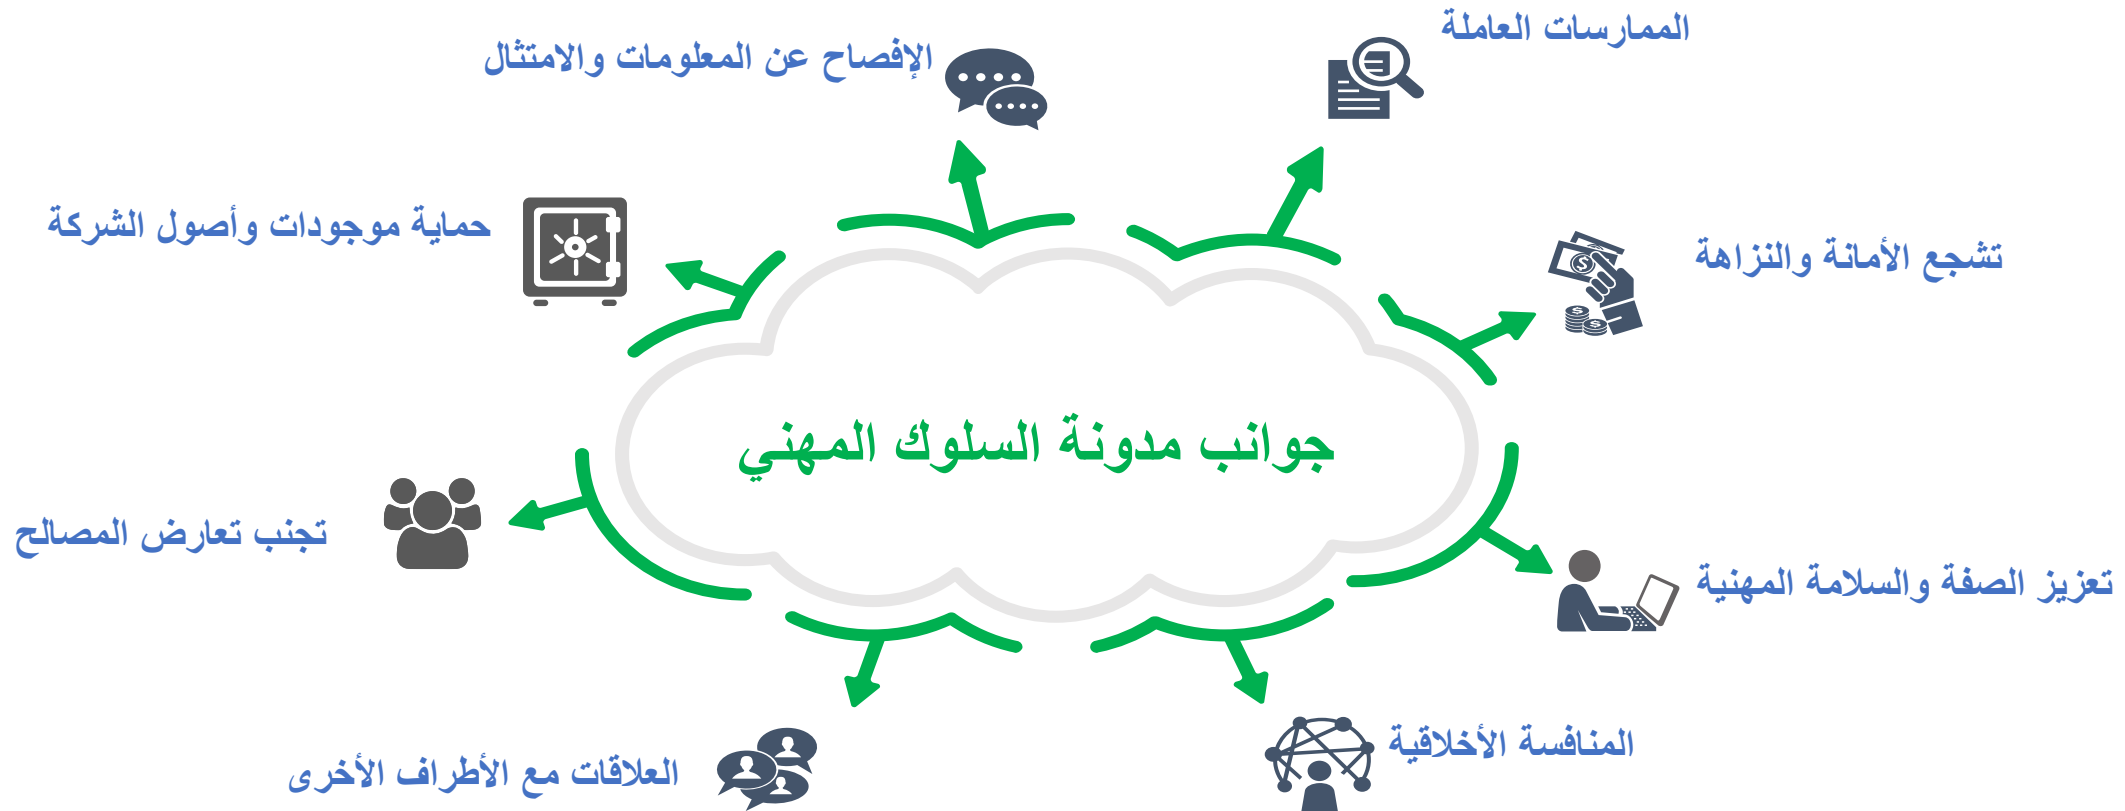 الممارسات العاملة
الإفصاح عن المعلومات والامتثال
تشجع الأمانة والنزاهة
حماية موجودات وأصول الشركة
جوانب مدونة السلوك المهني
تعزيز الصفة والسلامة المهنية
تجنب تعارض المصالح
المنافسة الأخلاقية
العلاقات مع الأطراف الأخرى